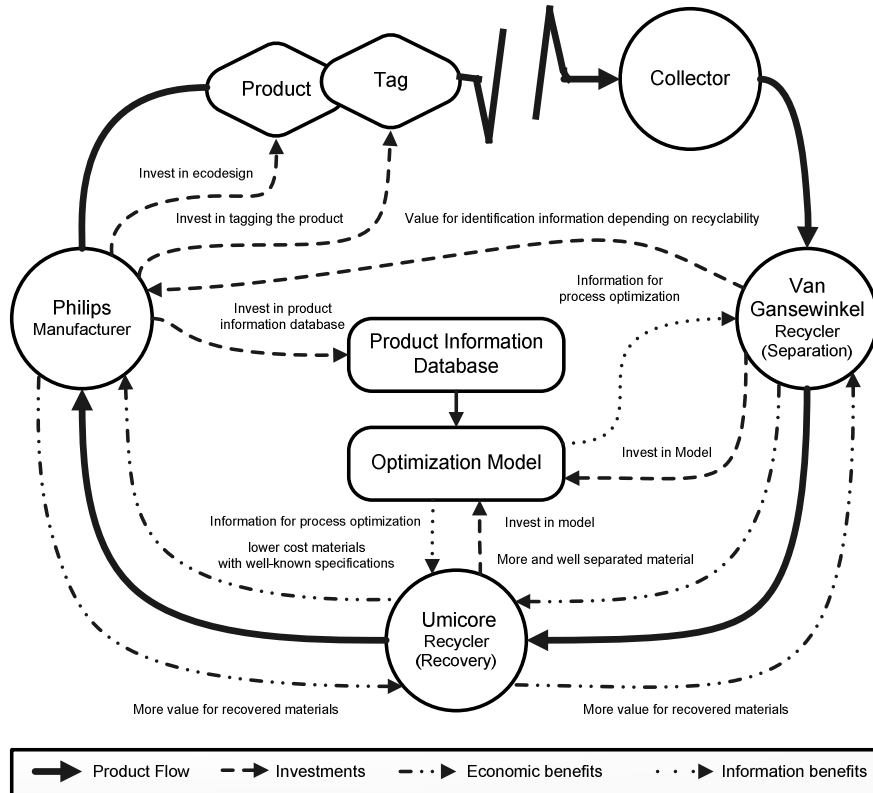 Product
Tag
Collector
Invest in ecodesign
Invest in tagging the product
Value for identification information depending on recyclability
Philips
Manufacturer
Invest in product
information database
Information for
process optimization
Van
Gansewinkel
Recycler
(Separation)
Product Information
Database
Optimization Model
Invest in Model
Information for process optimization
Invest in model
lower cost materials
with well-known specifications
More and well separated material
Umicore
Recycler
(Recovery)
More value for recovered materials
More value for recovered materials
Product Flow
Investments
Economic benefits
Information benefits